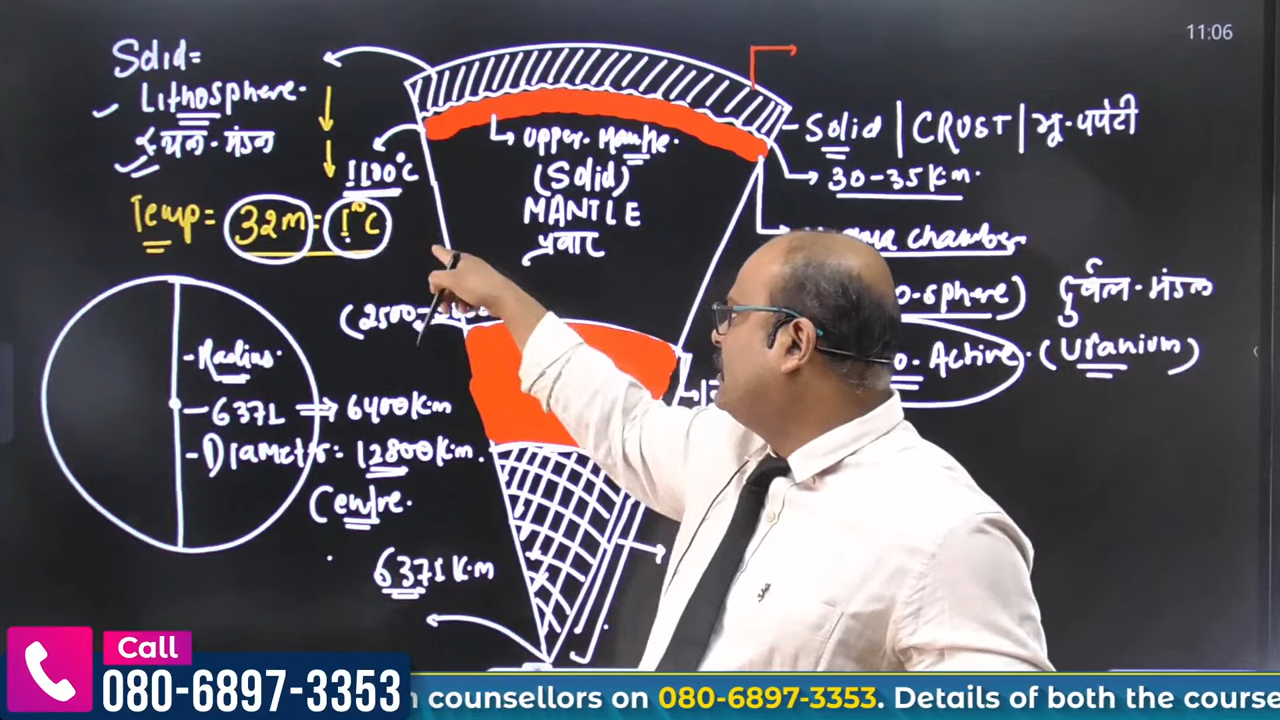 11:06
Solid=
Lithosphere.
स्थल-मंडल
1100°C
Temp = 32m = 1°C
Upper Mantle.
(Solid)
MANTLE
प्रवार
Solid | CRUST | भू-पर्पटी
30-35 Km.
chamber
o-sphere) दुर्बल-मंडल
o. Active. (Uranium)
(2500-
-Radius.
-6371 ⇒ 6400 Km
-Diameter = 12800 Km.
Centre.
6371 Km
Call
080-6897-3353
counsellors on 080-6897-3353. Details of both the course